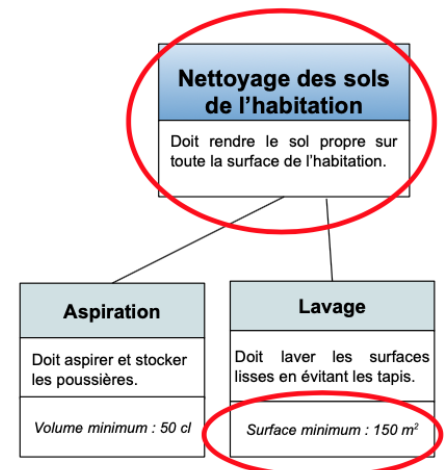 Nettoyage des sols
de l'habitation
Doit rendre le sol propre sur
toute la surface de l'habitation.
Aspiration
Doit aspirer et stocker
les poussières.
Volume minimum : 50 cl
Lavage
Doit laver les surfaces
lisses en évitant les tapis.
Surface minimum : 150 m²